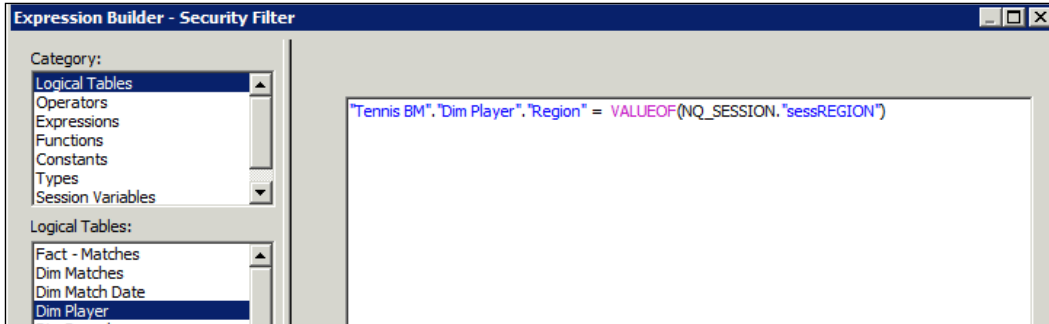 Expression Builder - Security Filter
Category:
Logical Tables
Operators
Expressions
Functions
Constants
Types
Session Variables
"Tennis BM"."Dim Player"."Region" = VALUEOF(NQ_SESSION."sessREGION")
Logical Tables:
Fact - Matches
Dim Matches
Dim Match Date
Dim Player